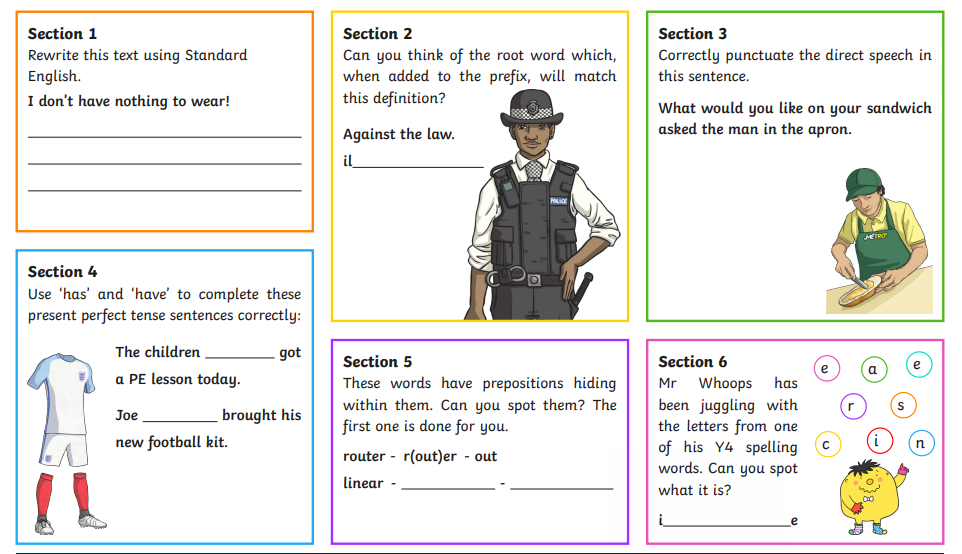 Section 1
Rewrite this text using Standard
English.
I don’t have nothing to wear!
Section 2
Can you think of the root word which,
when added to the prefix, will match
this definition?
Against the law.
il_______________
POLICE
Section 3
Correctly punctuate the direct speech in
this sentence.
What would you like on your sandwich
asked the man in the apron.
Section 4
Use ‘has’ and ‘have’ to complete these
present perfect tense sentences correctly:
The children ________ got
a PE lesson today.
Joe _________ brought his
new football kit.
Section 5
These words have prepositions hiding
within them. Can you spot them? The
first one is done for you.
router - r(out)er - out
linear - ___________ - ____________
Section 6
Mr Whoops has
been juggling with
the letters from one
of his Y4 spelling
words. Can you spot
what it is?
i_______________e
e a e
r s
c i n